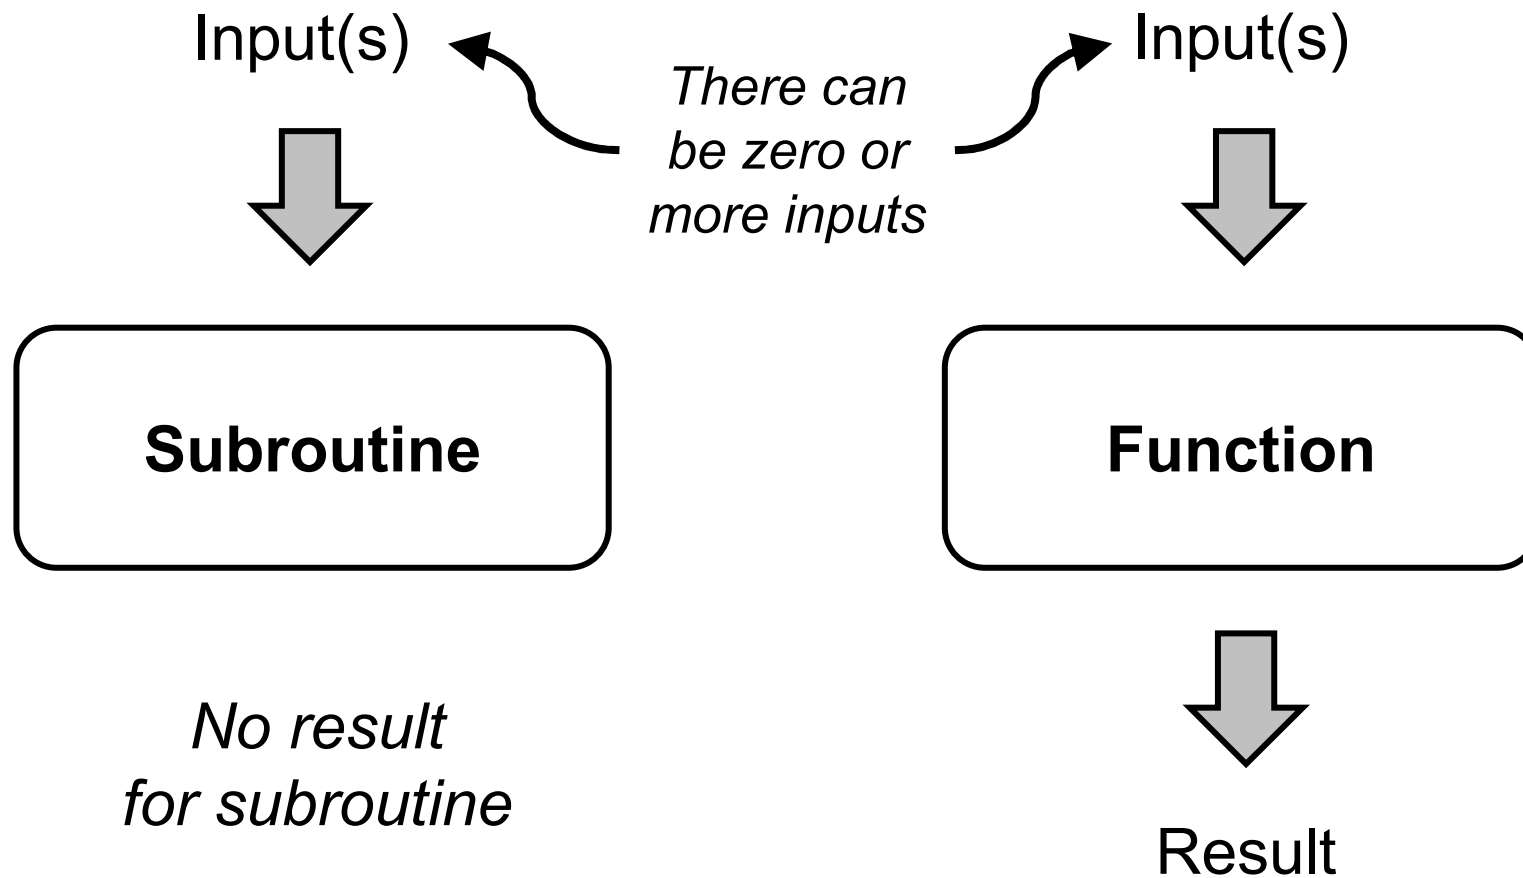 Input(s)
There can
be zero or
more inputs
Input(s)
Subroutine
Function
No result
for subroutine
Result